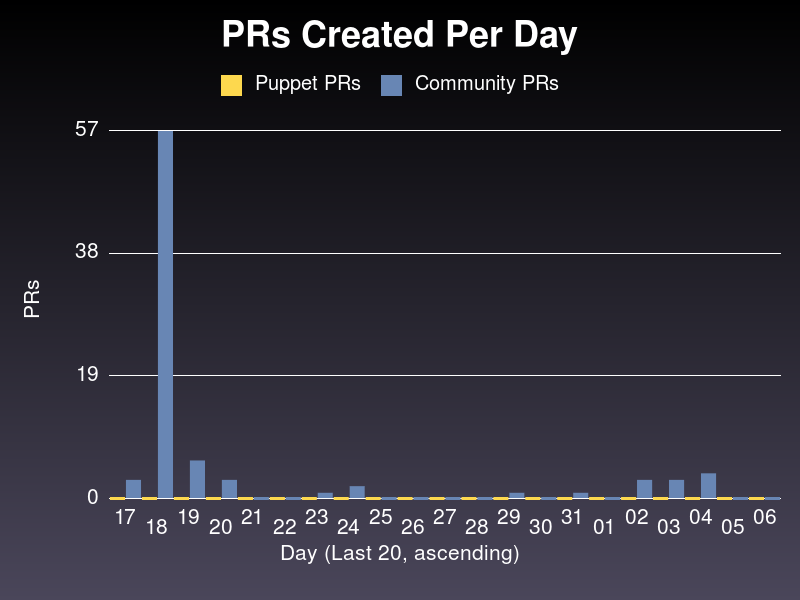 PRs Created Per Day
Puppet PRs Community PRs
57
38
19
0
PRs
17 18 19 20 21 22 23 24 25 26 27 28 29 30 31 01 02 03 04 05 06
Day (Last 20, ascending)